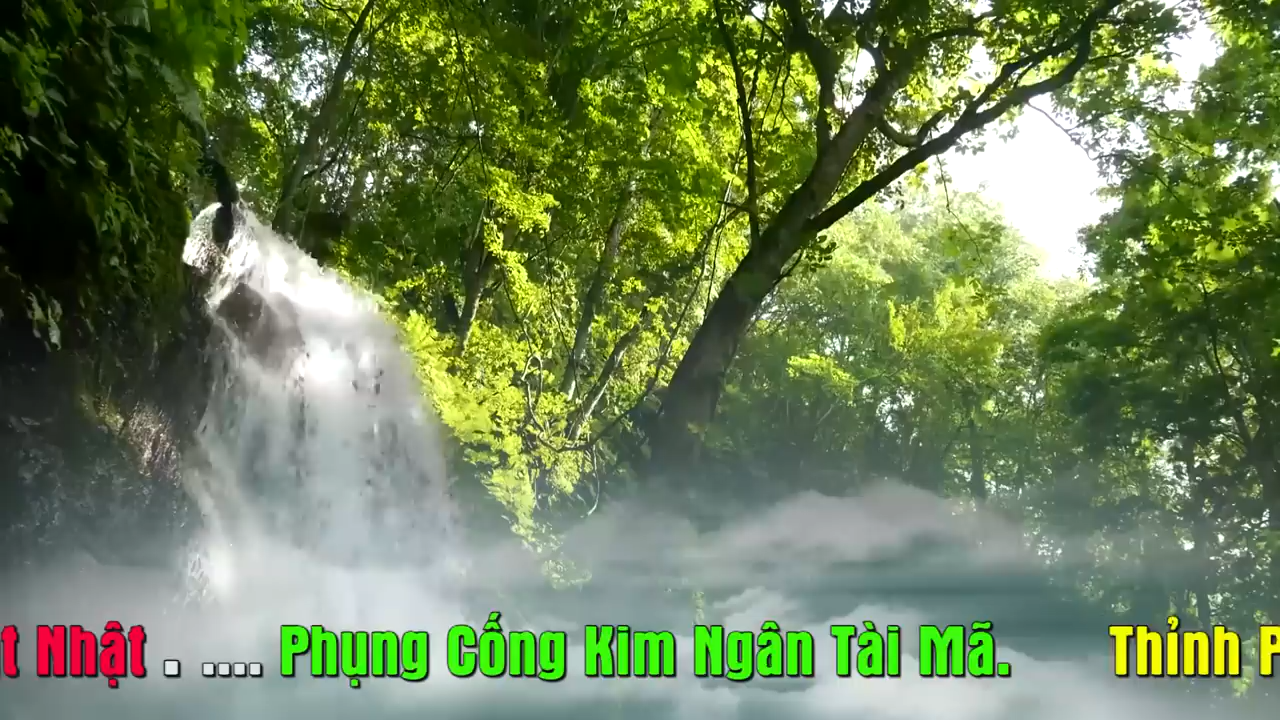 t Nhật . .... Phụng Cống Kim Ngân Tài Mã. Thỉnh P